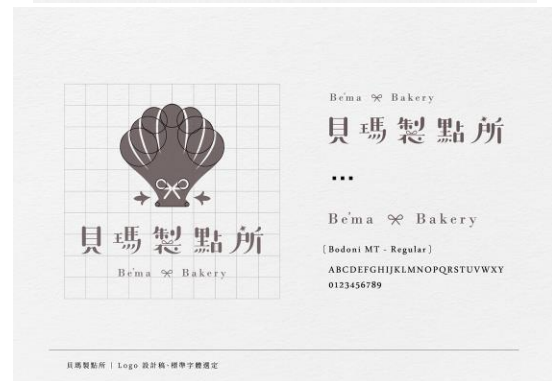 貝瑪製點所
Be'ma Bakery
Be'ma Bakery
貝瑪製點所
Be'ma Bakery
[Bodoni MT - Regular]
ABCDEFGHIJKLMNOPQRSTUVWXY
0123456789
貝瑪製點所 | Logo 設計稿-標準字體選定